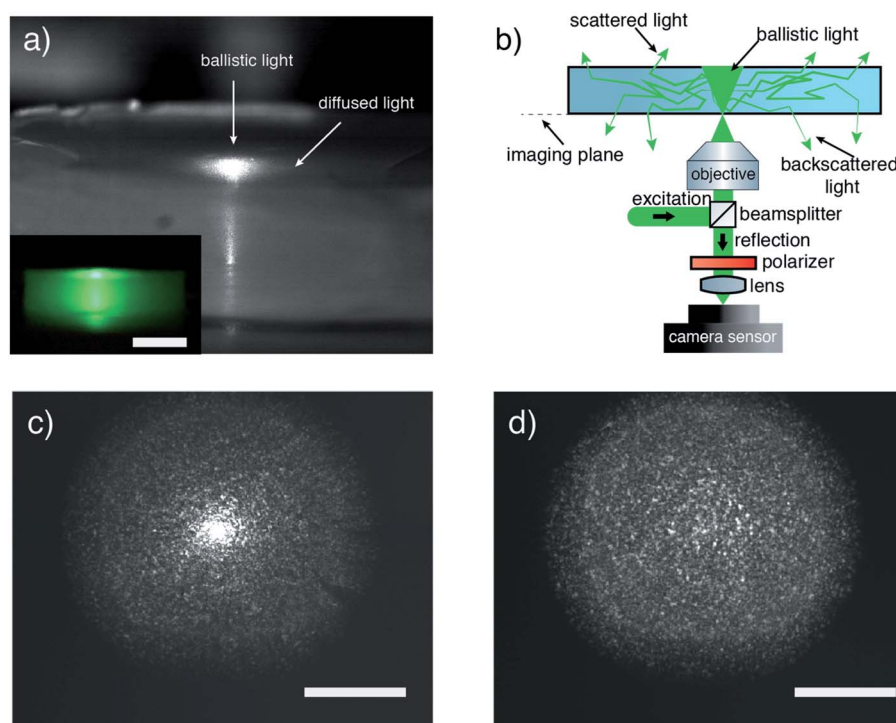 a)
ballistic light
diffused light
b)
scattered light
ballistic light
imaging plane
backscattered
light
objective
excitation
beamsplitter
reflection
polarizer
lens
camera sensor
c)
d)